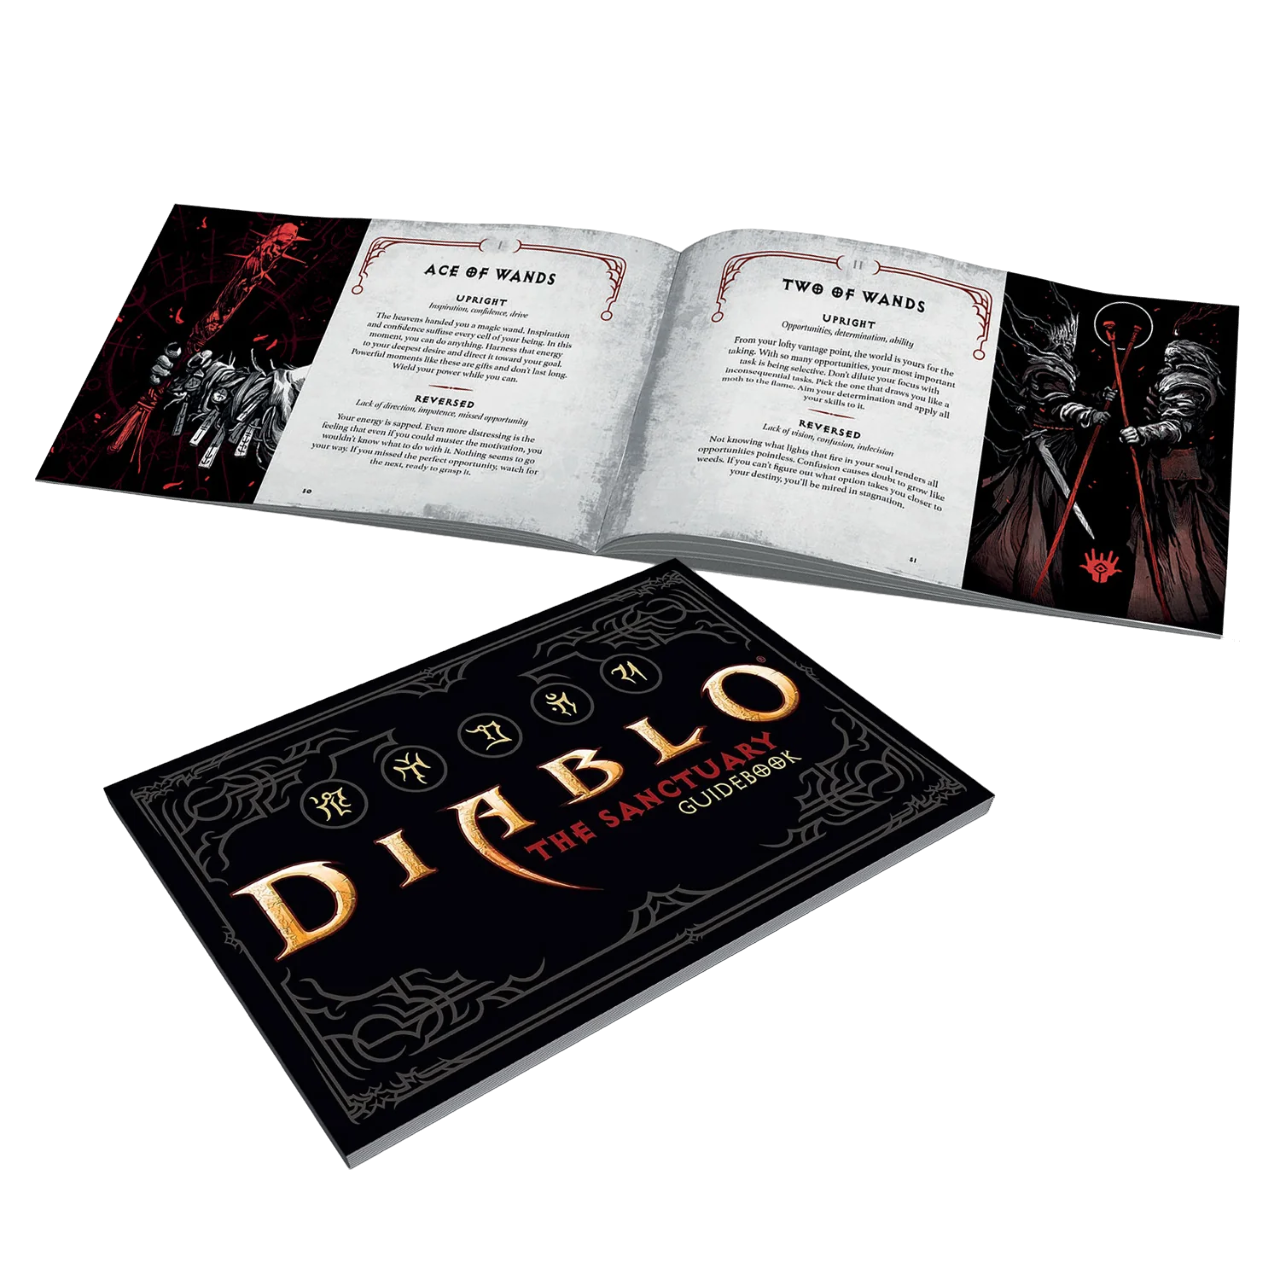 I
ACE OF WANDS
UPRIGHT
Inspiration, confidence, drive
The heavens handed you a magic wand. Inspiration
and confidence suffuse every cell of your being. In this
moment, you can do anything. Harness that energy
to your deepest desire and direct it toward your goal.
Powerful moments like these are gifts and don't last long.
Wield your power while you can.
REVERSED
Lack of direction, impotence, missed opportunity
Your energy is sapped. Even more distressing is the
feeling that even if you could muster the motivation, you
wouldn't know what to do with it. Nothing seems to go
your way. If you missed the perfect opportunity, watch for
the next, ready to grasp it.
50
II
TWO OF WANDS
UPRIGHT
Opportunities, determination, ability
From your lofty vantage point, the world is yours for the
taking. With so many opportunities, your most important
task is being selective. Don't dilute your focus with
inconsequential tasks. Pick the one that draws you like a
moth to the flame. Aim your determination and apply all
your skills to it.
REVERSED
Lack of vision, confusion, indecision
Not knowing what lights that fire in your soul renders all
opportunities pointless. Confusion causes doubt to grow like
weeds. If you can't figure out what option takes you closer to
your destiny, you'll be mired in stagnation.
51
DIABLO®
THE SANCTUARY
GUIDEBOOK